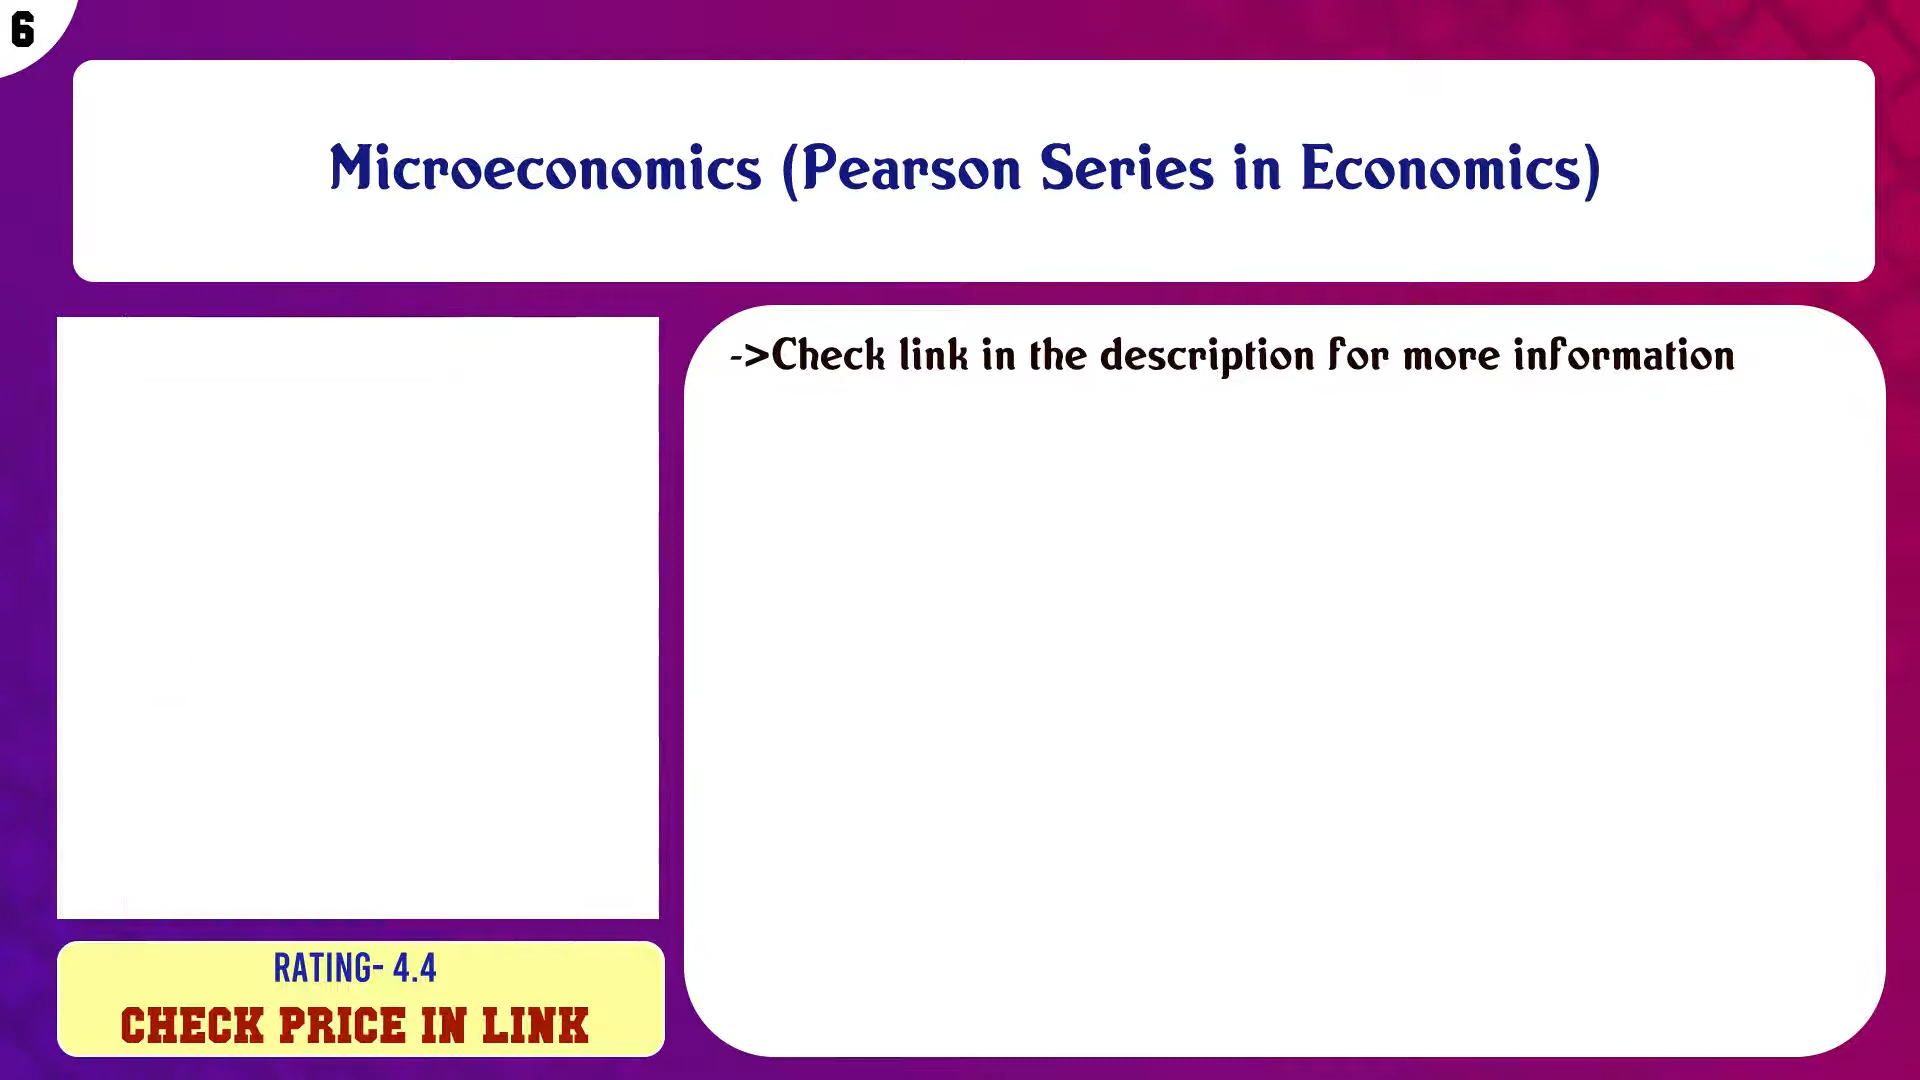 6
Microeconomics (Pearson Series in Economics)
->Check link in the description for more information
RATING- 4.4
CHECK PRICE IN LINK